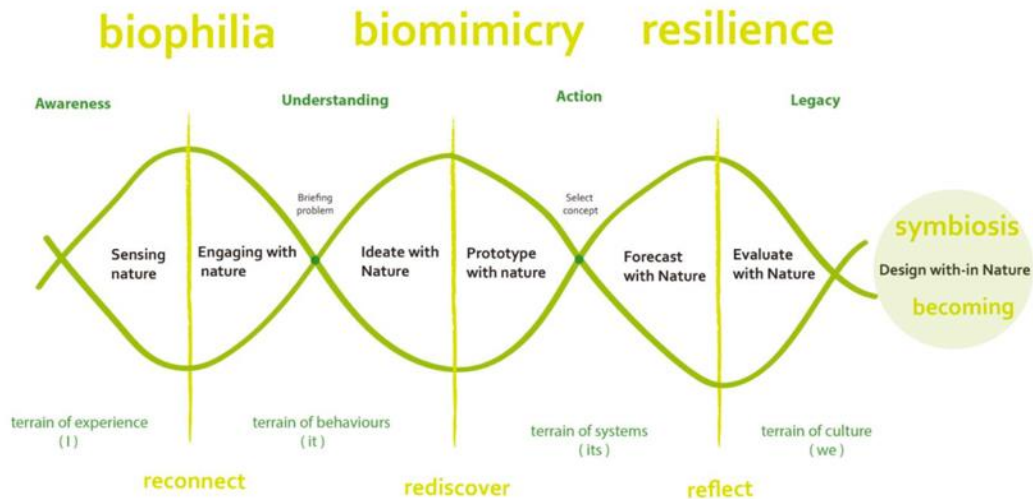 biophilia biomimicry resilience
Awareness Understanding Action Legacy
Briefing
problem
Select
concept
Sensing
nature
Engaging with
nature
Ideate with
Nature
Prototype
with nature
Forecast
with Nature
Evaluate
with Nature
symbiosis
Design with-in Nature
becoming
terrain of experience
( I )
terrain of behaviours
( it )
terrain of systems
( its )
terrain of culture
( we )
reconnect rediscover reflect